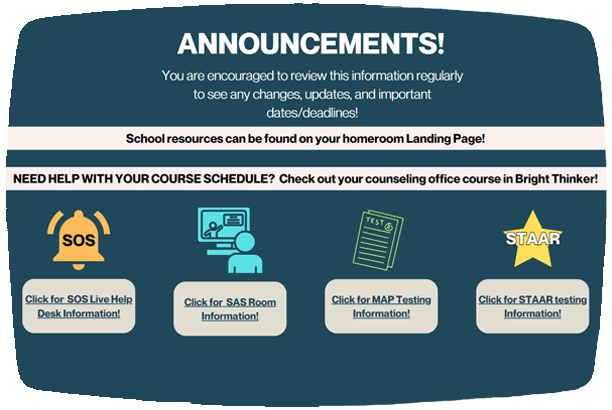 ANNOUNCEMENTS!
You are encouraged to review this information regularly
to see any changes, updates, and important
dates/deadlines!
School resources can be found on your homeroom Landing Page!
NEED HELP WITH YOUR COURSE SCHEDULE? Check out your counseling office course in Bright Thinker!
SOS
TEST
A
STAAR
Click for SOS Live Help
Desk Information!
Click for SAS Room
Information!
Click for MAP Testing
Information!
Click for STAAR testing
Information!